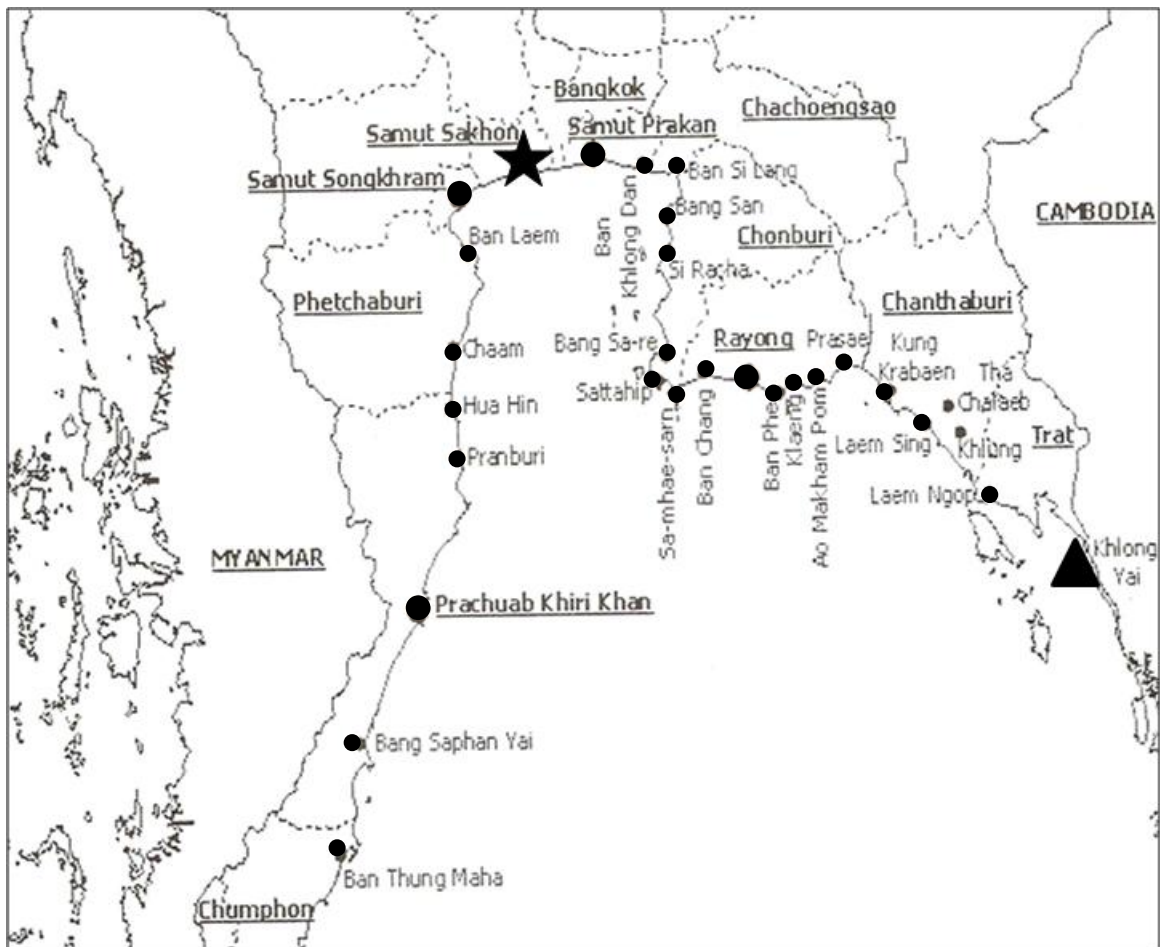 Bangkok
Chachoengsao
Samut Sakhon
Samut Prakan
Samut Songkhram
Ban Si Lang
Bang San
CAMBODIA
Ban Laem
Ban
Khlong Dan
Chonburi
Si Racha
Phetchaburi
Chanthaburi
Chaam
Bang Sa-re
Rayong
Prasae
Kung
Krabaen
Tha
Chalaeb
Sattahip
Hua Hin
Sa-mhae-sarn
Ban Chang
Ban Phe
Klaeng
Ao Makham Pom
Laem Sing
Khlung
Trat
Pranburi
Laem Ngop
MYANMAR
Khlong
Yai
Prachuab Khiri Khan
Bang Saphan Yai
Ban Thung Maha
Chumphon